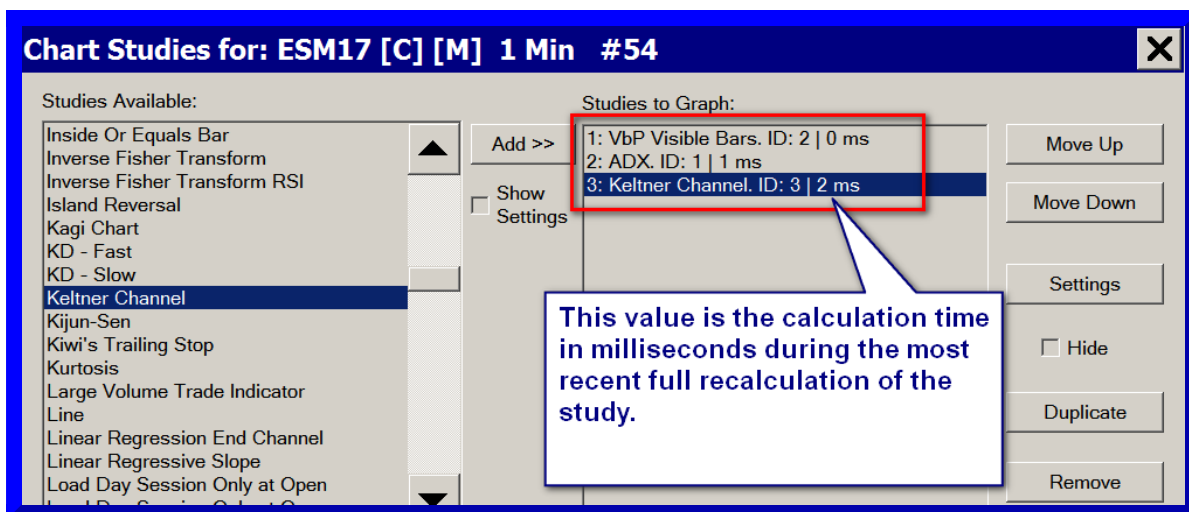 Chart Studies for: ESM17 [C] [M] 1 Min #54
Studies Available:
Inside Or Equals Bar
Inverse Fisher Transform
Inverse Fisher Transform RSI
Island Reversal
Kagi Chart
KD - Fast
KD - Slow
Keltner Channel
Kijun-Sen
Kiwi's Trailing Stop
Kurtosis
Large Volume Trade Indicator
Line
Linear Regression End Channel
Linear Regressive Slope
Load Day Session Only at Open
Add >>
Show
Settings
Studies to Graph:
1: VbP Visible Bars. ID: 2 | 0 ms
2: ADX. ID: 1 | 1 ms
3: Keltner Channel. ID: 3 | 2 ms
This value is the calculation time
in milliseconds during the most
recent full recalculation of the
study.
Move Up
Move Down
Settings
Hide
Duplicate
Remove